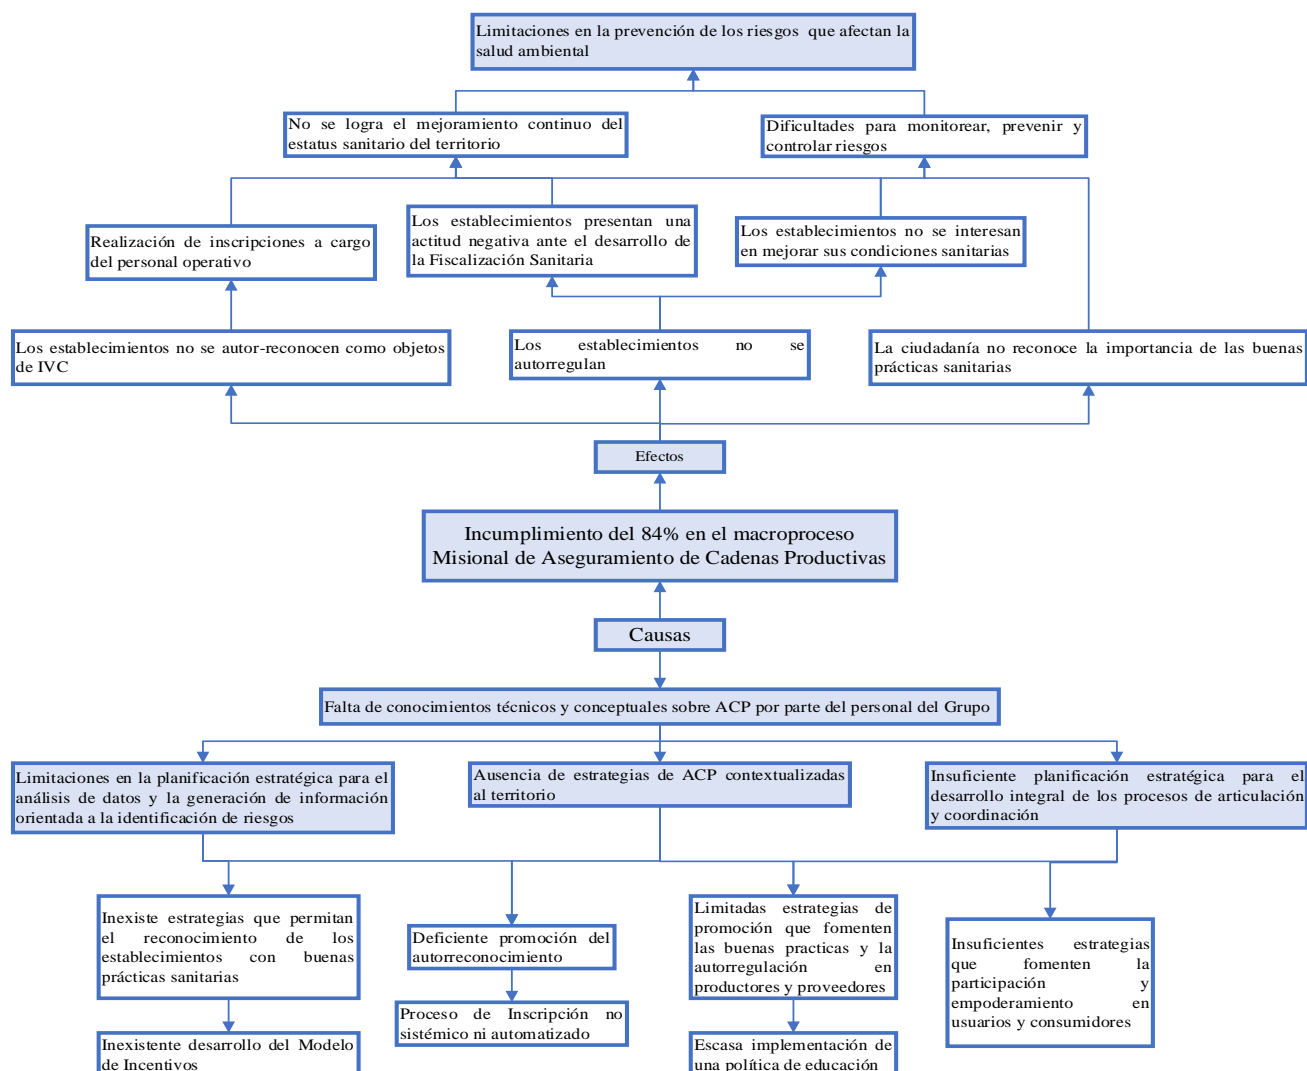 Limitaciones en la prevención de los riesgos que afectan la
salud ambiental
No se logra el mejoramiento continuo del
estatus sanitario del territorio
Dificultades para monitorear, prevenir y
controlar riesgos
Realización de inscripciones a cargo
del personal operativo
Los establecimientos presentan una
actitud negativa ante el desarrollo de
la Fiscalización Sanitaria
Los establecimientos no se interesan
en mejorar sus condiciones sanitarias
Los establecimientos no se autor-reconocen como objetos
de IVC
Los establecimientos no se
autorregulan
La ciudadanía no reconoce la importancia de las buenas
prácticas sanitarias
Efectos
Incumplimiento del 84% en el macroproceso
Misional de Aseguramiento de Cadenas Productivas
Causas
Falta de conocimientos técnicos y conceptuales sobre ACP por parte del personal del Grupo
Limitaciones en la planificación estratégica para el
análisis de datos y la generación de información
orientada a la identificación de riesgos
Ausencia de estrategias de ACP contextualizadas
al territorio
Insuficiente planificación estratégica para el
desarrollo integral de los procesos de articulación
y coordinación
Inexiste estrategias que permitan
el reconocimiento de los
establecimientos con buenas
prácticas sanitarias
Deficiente promoción del
autorreconocimiento
Limitadas estrategias de
promoción que fomenten
las buenas practicas y la
autorregulación en
productores y proveedores
Insuficientes estrategias
que fomenten la
participación y
empoderamiento en
usuarios y consumidores
Inexistente desarrollo del Modelo
de Incentivos
Proceso de Inscripción no
sistémico ni automatizado
Escasa implementación de
una política de educación